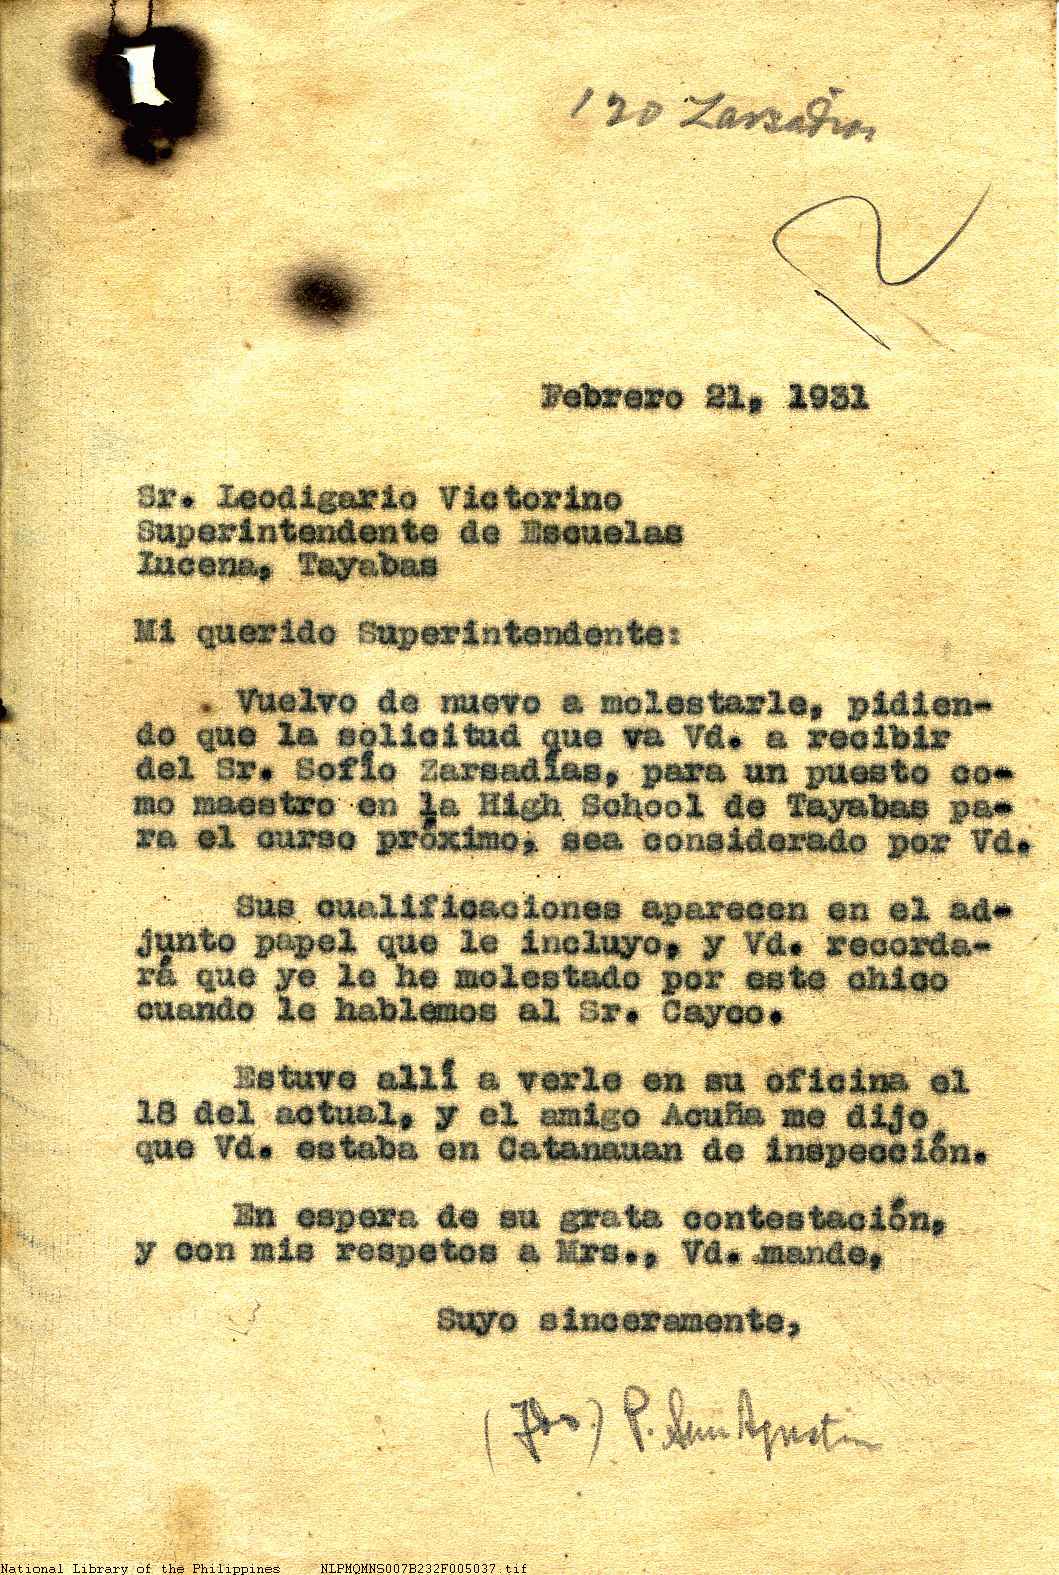 120 Zarsadias
Febrero 21, 1931
Sr. Leodigario Victorino
Superintendente de Escuelas
Lucena, Tayabas
Mi querido Superintendente:
Vuelvo de nuevo a molestarle, pidien-
do que la solicitud que va Vd. a recibir
del Sr. Sofío Zarsadías, para un puesto co-
mo maestro en la High School de Tayabas pa-
ra el curso próximo, sea considerado por Vd.
Sus cualificaciones aparecen en el ad-
junto papel que le incluyo, y Vd. recorda-
rá que ye le he molestado por este chico
cuando le hablemos al Sr. Cayco.
Estuve allí a verle en su oficina el
18 del actual, y el amigo Acuña me dijo
que Vd. estaba en Catanauan de inspección.
En espera de su grata contestación,
y con mis respetos a Mrs., Vd. mande,
Suyo sinceramente,
(Fdo) P. San Agustin
National Library of the Philippines NLPMQMNS007B232F005037.tif